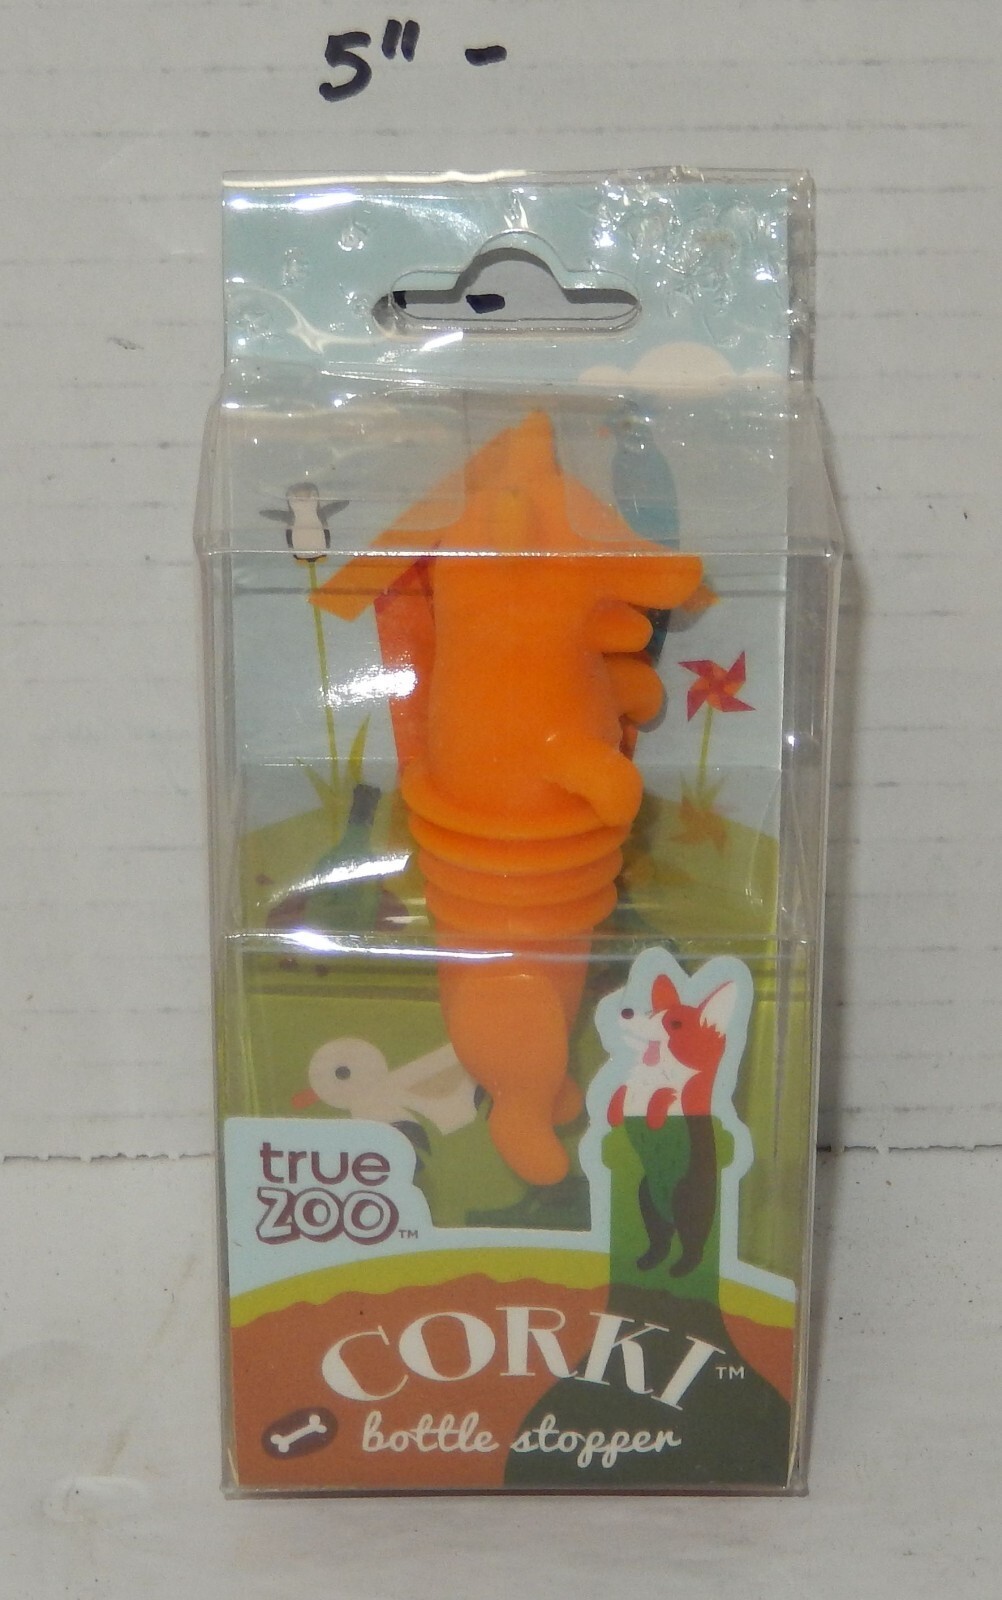 5" -
true
ZOO™
CORKI™
bottle stopper